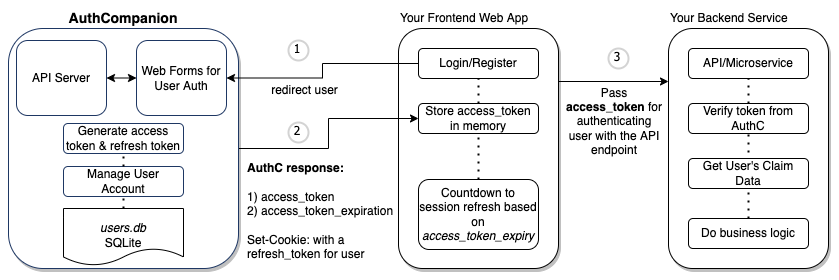 AuthCompanion
API Server
Web Forms for
User Auth
Generate access
token & refresh token
Manage User
Account
users.db
SQLite
1
redirect user
2
AuthC response:
1) access_token
2) access_token_expiration
Set-Cookie: with a
refresh_token for user
Your Frontend Web App
Login/Register
Store access_token
in memory
Countdown to
session refresh based
on
access_token_expiry
3
Pass
access_token for
authenticating
user with the API
endpoint
Your Backend Service
API/Microservice
Verify token from
AuthC
Get User's Claim
Data
Do business logic